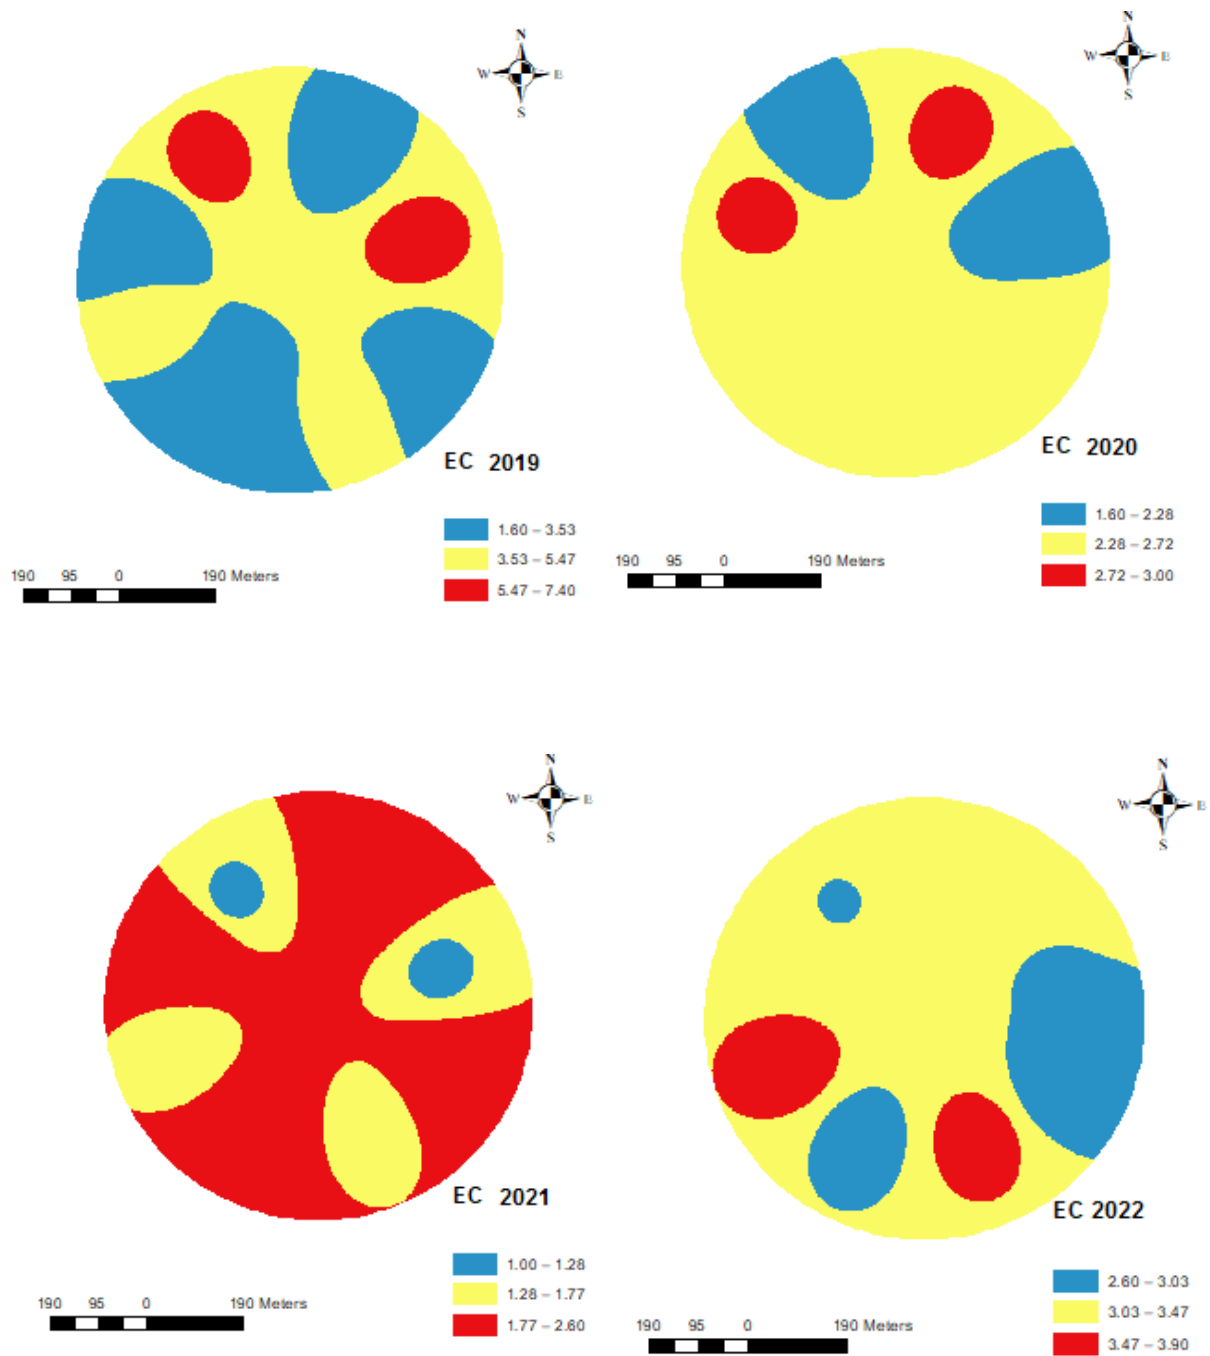 N
W E
S
EC 2019
1.60 – 3.53
3.53 – 5.47
5.47 – 7.40
190 95 0 190 Meters
N
W E
S
EC 2020
1.60 – 2.28
2.28 – 2.72
2.72 – 3.00
190 95 0 190 Meters
N
W E
S
EC 2021
1.00 – 1.28
1.28 – 1.77
1.77 – 2.60
190 95 0 190 Meters
N
W E
S
EC 2022
2.60 – 3.03
3.03 – 3.47
3.47 – 3.90
190 95 0 190 Meters